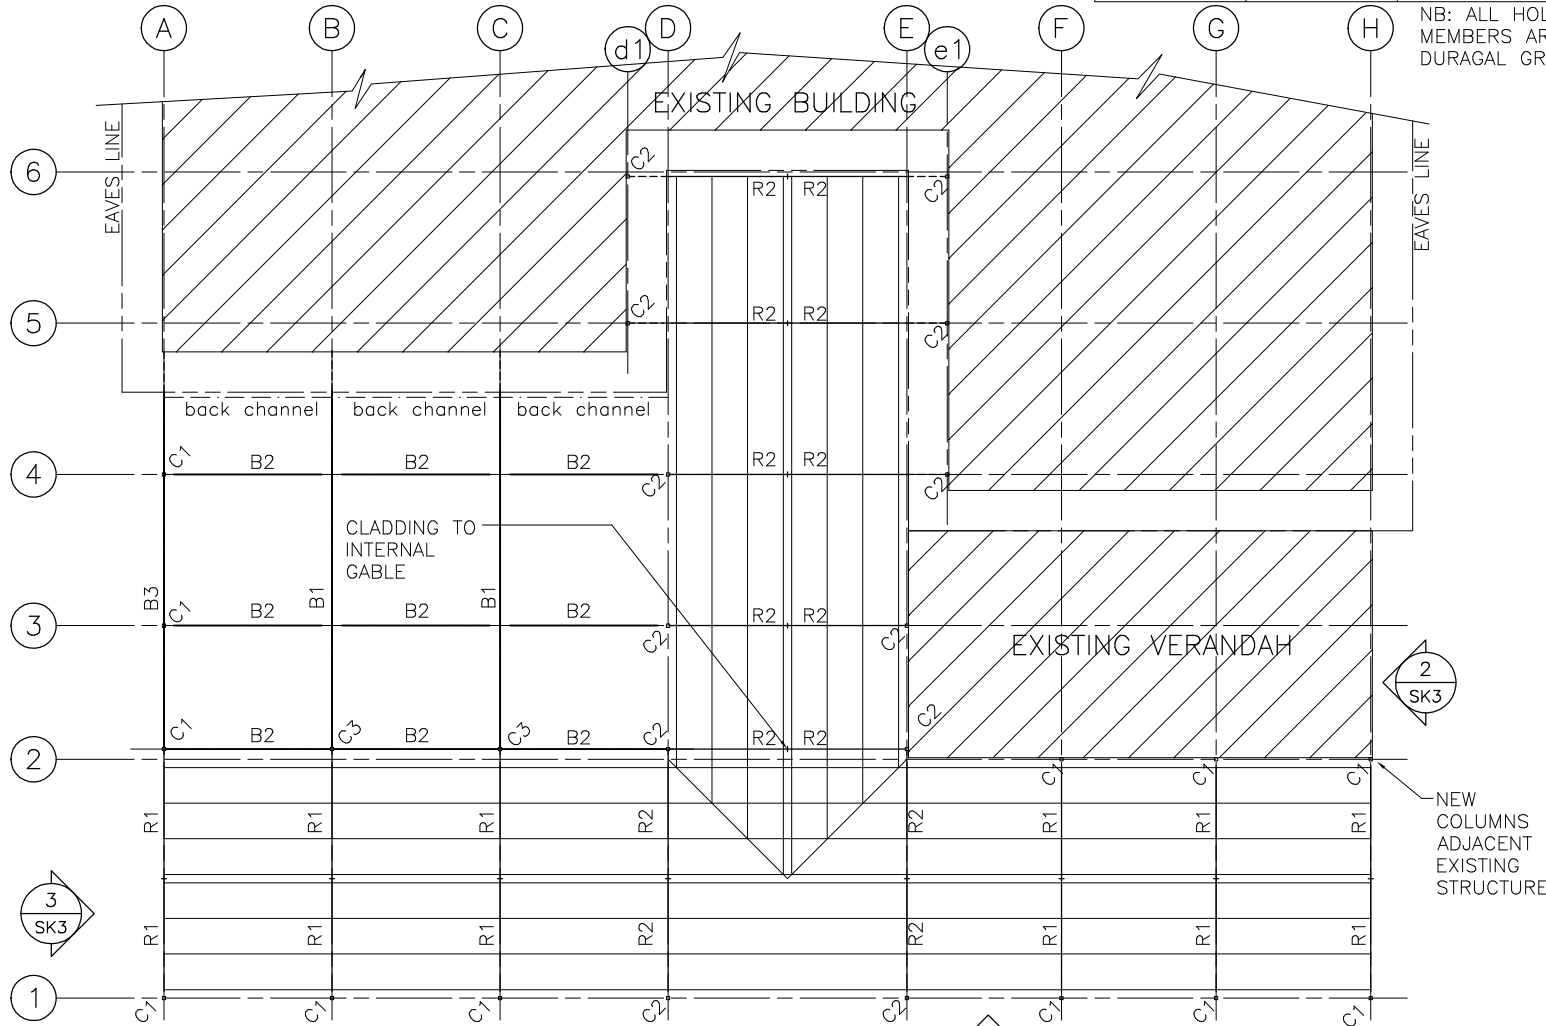 NB: ALL HOL
MEMBERS AR
DURAGAL GR
A B C d1 D E e1 F G H
EXISTING BUILDING
EAVES LINE
EAVES LINE
6
C2 R2 R2 C2
5
C2 R2 R2 C2
back channel back channel back channel
4
C1 B2 B2 B2 C2 R2 R2 C2
CLADDING TO
INTERNAL
GABLE
B3 B1 B1
3
C1 B2 B2 B2 C2 R2 R2 C2
EXISTING VERANDAH
2
SK3
2
C1 B2 C3 B2 C3 B2 C2 R2 R2 C2
C1 C1 C1
NEW
COLUMNS
ADJACENT
EXISTING
STRUCTURE
R1 R1 R1 R2 R2 R1 R1 R1
3
SK3
R1 R1 R1 R2 R2 R1 R1 R1
1
C1 C1 C1 C2 C2 C1 C1 C1